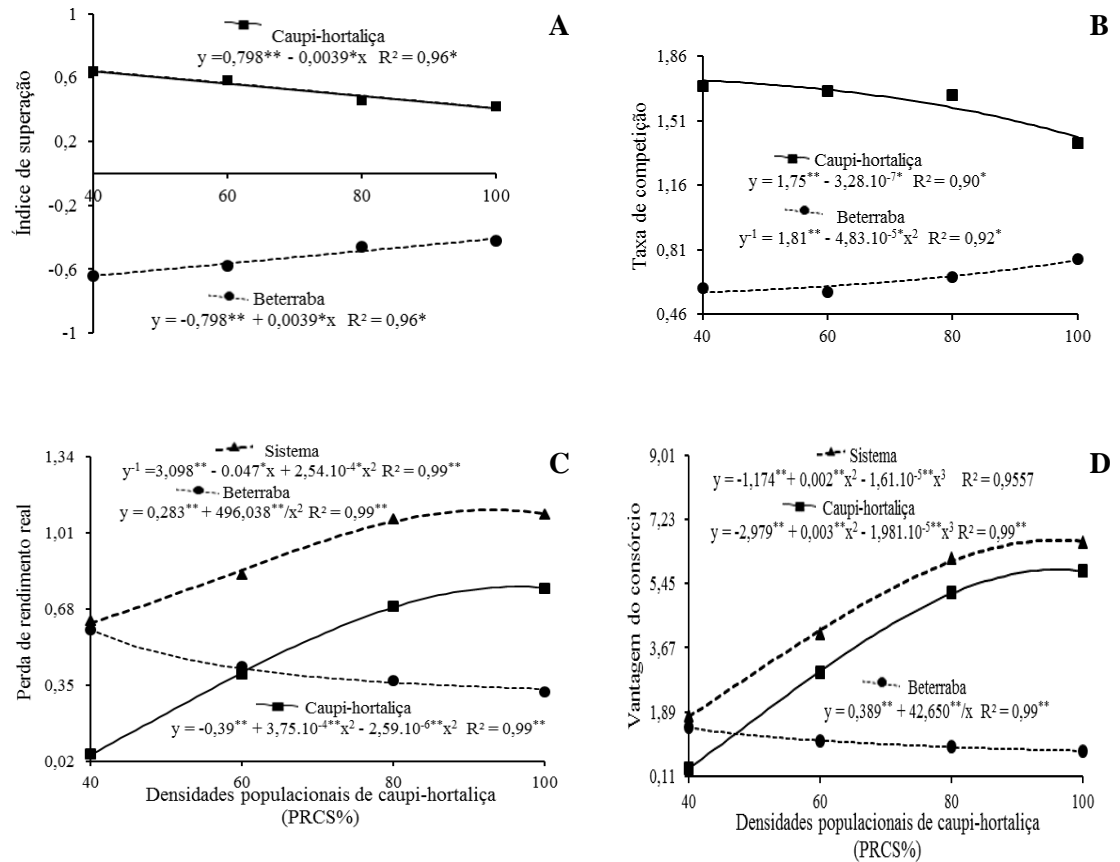 A
Caupi-hortaliça
y =0,798** - 0,0039*x R² = 0,96*
Índice de superação
1
0,6
0,2
-0,2
-0,6
-1
40 60 80 100
Beterraba
y = -0,798** + 0,0039*x R² = 0,96*
B
Taxa de competição
1,86
1,51
1,16
0,81
0,46
Caupi-hortaliça
y = 1,75** - 3,28.10⁻⁷* R² = 0,90*
Beterraba
y⁻¹ = 1,81** - 4,83.10⁻⁵*x² R² = 0,92*
40 60 80 100
C
Sistema
y⁻¹ =3,098** - 0.047*x + 2,54.10⁻⁴*x² R² = 0,99**
Beterraba
y = 0,283** + 496,038**/x² R² = 0,99**
Perda de rendimento real
1,34
1,01
0,68
0,35
0,02
Caupi-hortaliça
y = -0,39** + 3,75.10⁻⁴**x² - 2,59.10⁻⁶**x² R² = 0,99**
40 60 80 100
Densidades populacionais de caupi-hortaliça
(PRCS%)
D
Sistema
y = -1,174**+ 0,002**x² - 1,61.10⁻⁵**x³ R² = 0,9557
Caupi-hortaliça
y = -2,979** + 0,003**x² - 1,981.10⁻⁵**x³ R² = 0,99**
Vantagem do consórcio
9,01
7,23
5,45
3,67
1,89
0,11
Beterraba
y = 0,389** + 42,650**/x R² = 0,99**
40 60 80 100
Densidades populacionais de caupi-hortaliça
(PRCS%)